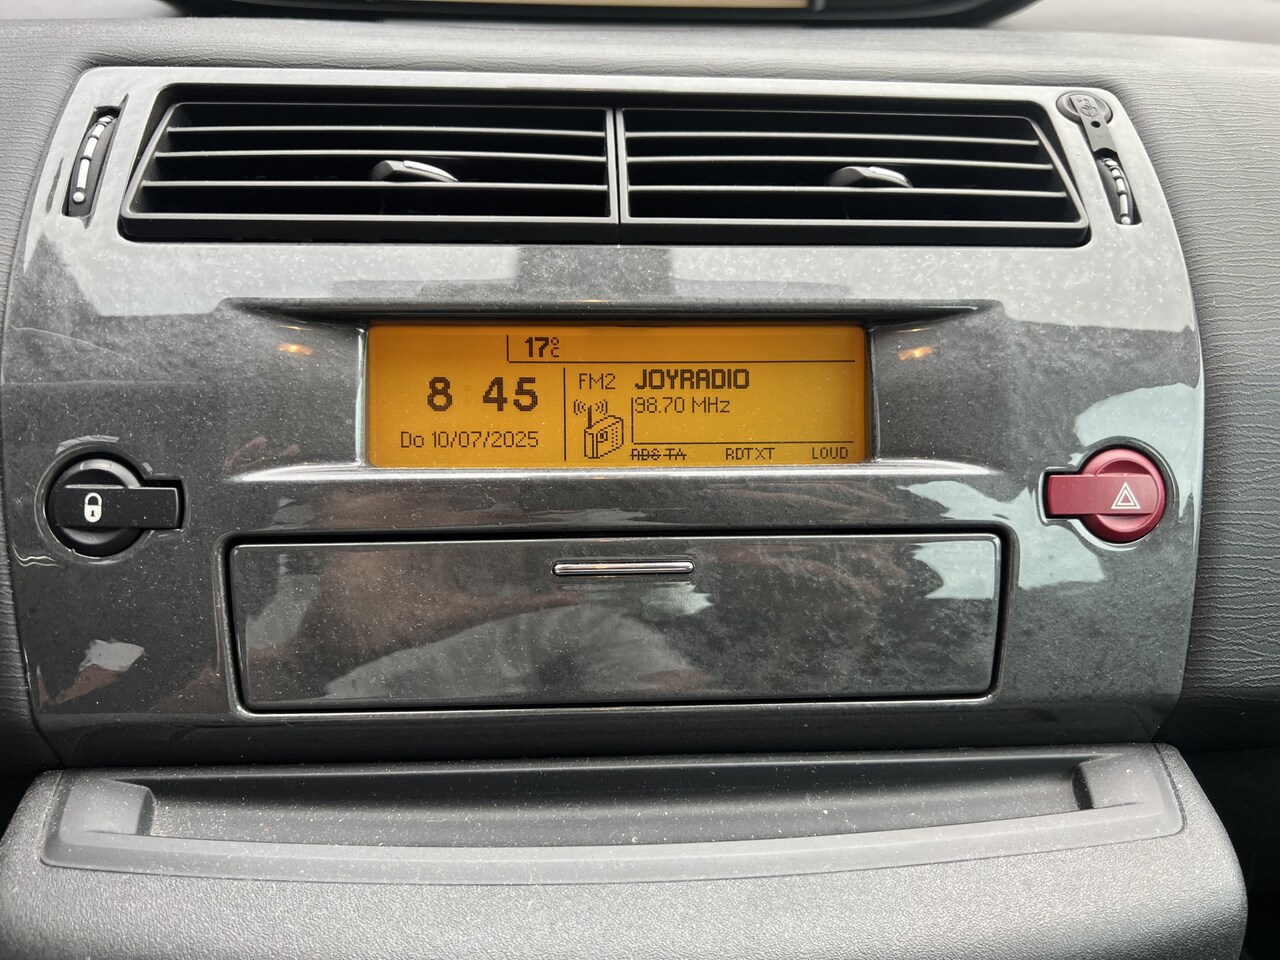 17°C
8 45
Do 10/07/2025
FM2 JOYRADIO
98.70 MHz
RDS TA RDTXT LOUD